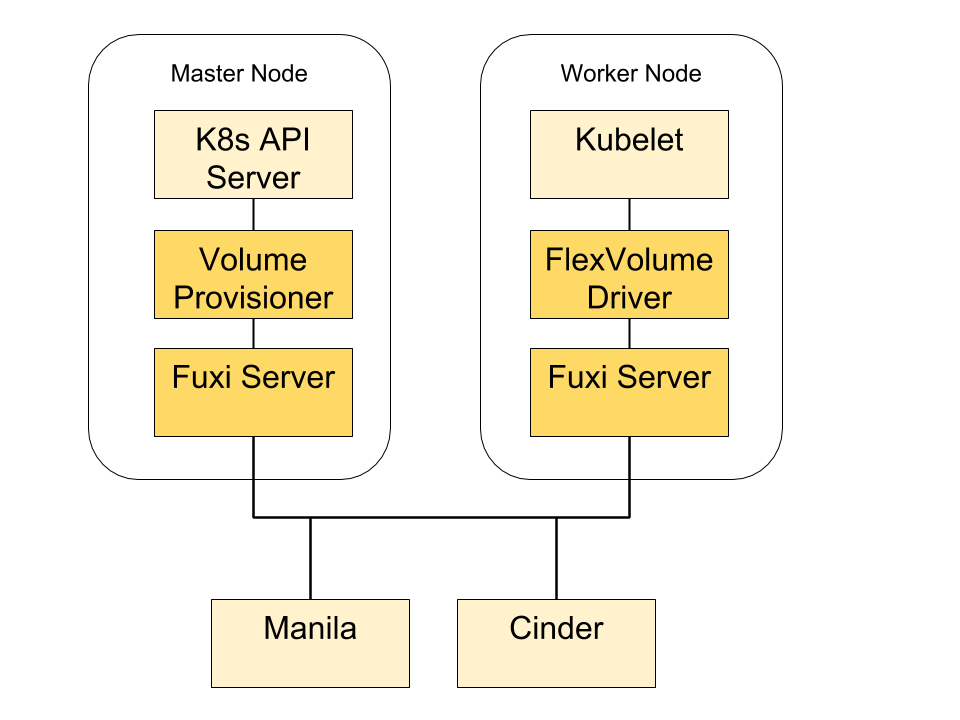 Master Node
K8s API
Server
Volume
Provisioner
Fuxi Server
Worker Node
Kubelet
FlexVolume
Driver
Fuxi Server
Manila
Cinder